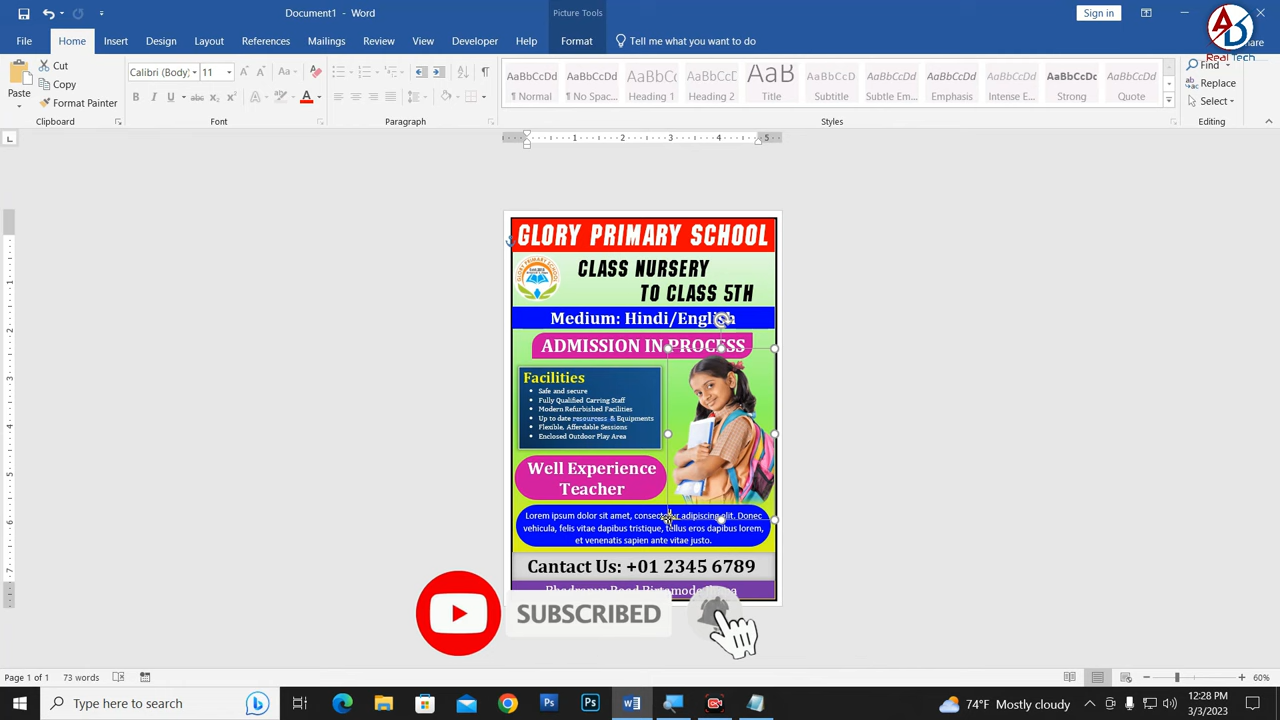 Document1 - Word
Picture Tools
Sign in
File
Home
Insert
Design
Layout
References
Mailings
Review
View
Developer
Help
Format
Tell me what you want to do
Real Tech
Paste
Cut
Copy
Format Painter
Clipboard
Calibri (Body)
11
Font
Paragraph
AaBbCcDd
¶ Normal
AaBbCcDd
¶ No Spac...
AaBbCc
Heading 1
AaBbCcD
Heading 2
AaB
Title
AaBbCcD
Subtitle
AaBbCcDd
Subtle Em...
AaBbCcDd
Emphasis
AaBbCcDd
Intense E...
AaBbCcDc
Strong
AaBbCcDd
Quote
Styles
Find
Replace
Select
Editing
GLORY PRIMARY SCHOOL
CLASS NURSERY
TO CLASS 5TH
Medium: Hindi/English
ADMISSION IN PROCESS
Facilities
Safe and secure
Fully Qualified Carring Staff
Modern Refurbished Facilities
Up to date resourcess & Equipments
Flexible, Affordable Sessions
Enclosed Outdoor Play Area
Well Experience
Teacher
Lorem ipsum dolor sit amet, consectetur adipiscing elit. Donec
vehicula, felis vitae dapibus tristique, tellus eros dapibus lorem,
et venenatis sapien ante vitae justo.
Cantact Us: +01 2345 6789
SUBSCRIBED
Page 1 of 1
73 words
60%
Type here to search
74°F Mostly cloudy
12:28 PM
3/3/2023